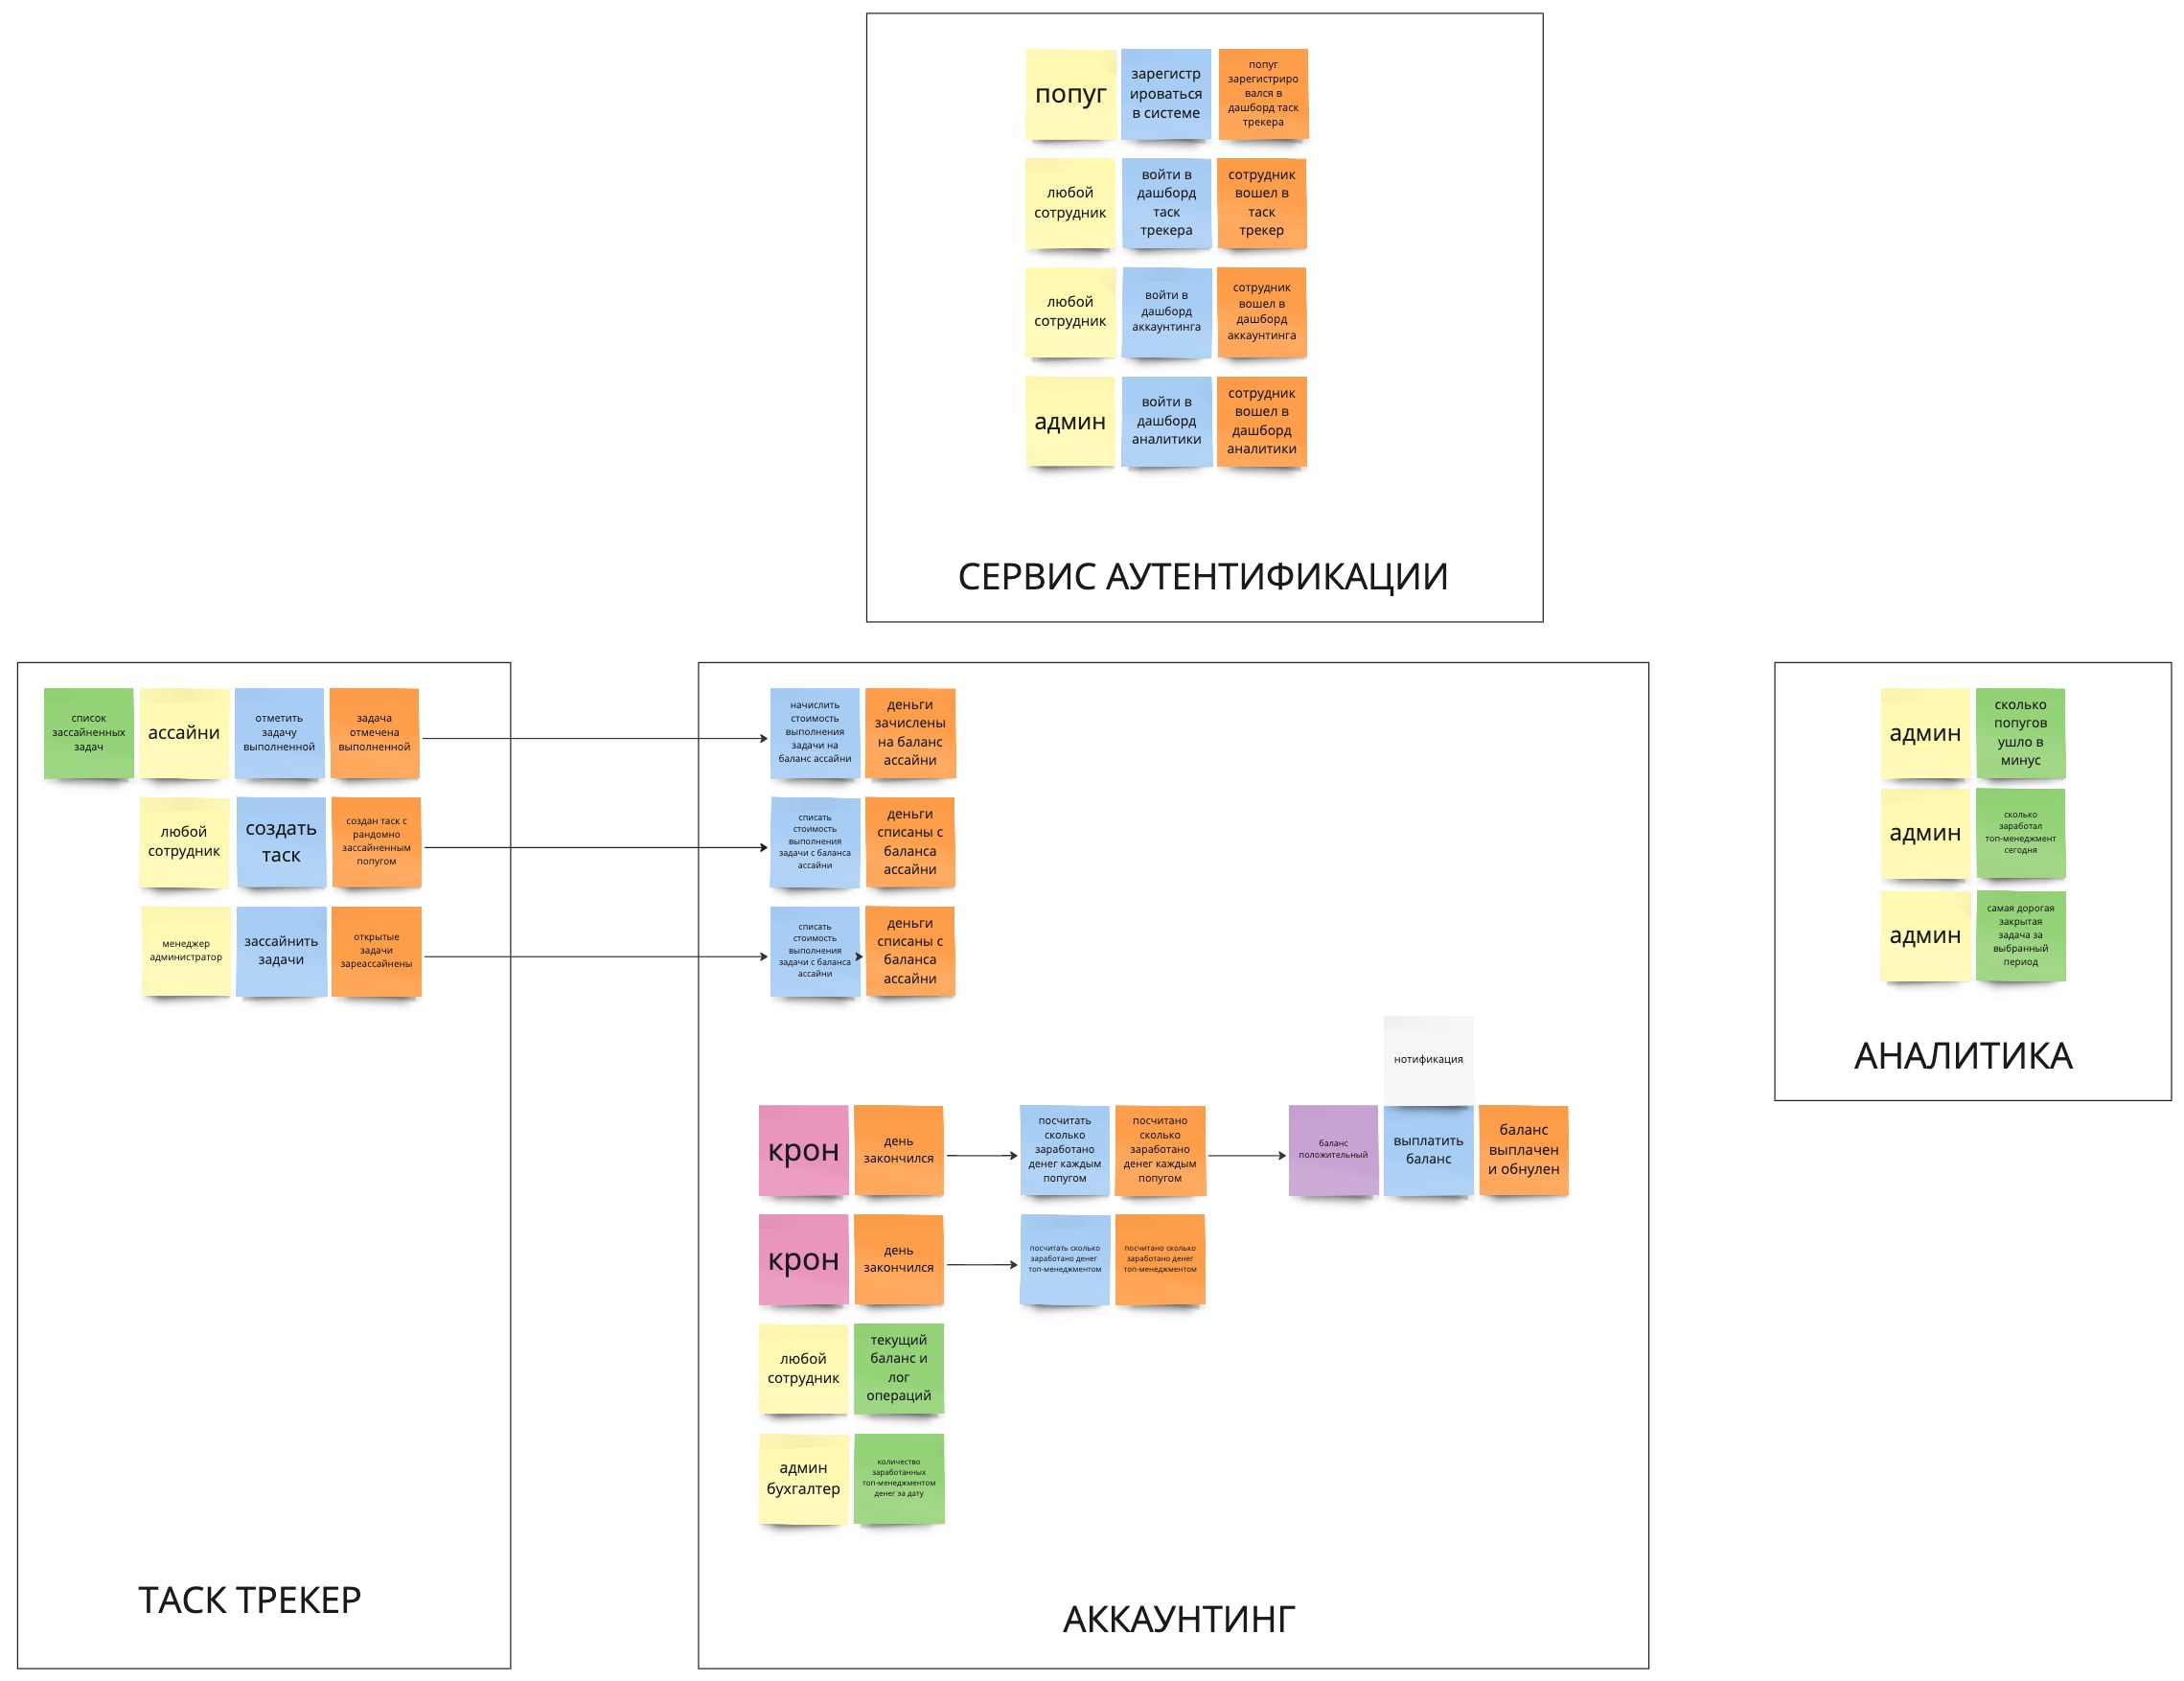 попуг
зарегистр
ироваться
в системе
попуг
зарегистриро
вался в
дашборд таск
трекера
любой
сотрудник
войти в
дашборд
таск
трекера
сотрудник
вошел в
таск
трекер
любой
сотрудник
войти в
дашборд
аккаунтинга
сотрудник
вошел в
дашборд
аккаунтинга
админ
войти в
дашборд
аналитики
сотрудник
вошел в
дашборд
аналитики
СЕРВИС АУТЕНТИФИКАЦИИ
список
зассайненных
задач
ассайни
отметить
задачу
выполненной
задача
отмечена
выполненной
любой
сотрудник
создать
таск
создан таск с
рандомно
зассайненным
попугом
менеджер
администратор
зассайнить
задачи
открытые
задачи
зареассайнены
ТАСК ТРЕКЕР
начислить
стоимость
выполнения
задачи на
баланс ассайни
деньги
зачислены
на баланс
ассайни
списать
стоимость
выполнения
задачи с баланса
ассайни
деньги
списаны с
баланса
ассайни
списать
стоимость
выполнения
задачи с баланса
ассайни
деньги
списаны с
баланса
ассайни
крон
день
закончился
посчитать
сколько
заработано
денег каждым
попугом
посчитано
сколько
заработано
денег каждым
попугом
баланс
положительный
нотификация
выплатить
баланс
баланс
выплачен
и обнулен
крон
день
закончился
посчитать сколько
заработано денег
топ-менеджментом
посчитано сколько
заработано денег
топ-менеджментом
любой
сотрудник
текущий
баланс и
лог
операций
админ
бухгалтер
количество
заработанных
топ-менеджментом
денег за дату
АККАУНТИНГ
админ
сколько
попугов
ушло в
минус
админ
сколько
заработал
топ-менеджмент
сегодня
админ
самая дорогая
закрытая
задача за
выбранный
период
АНАЛИТИКА